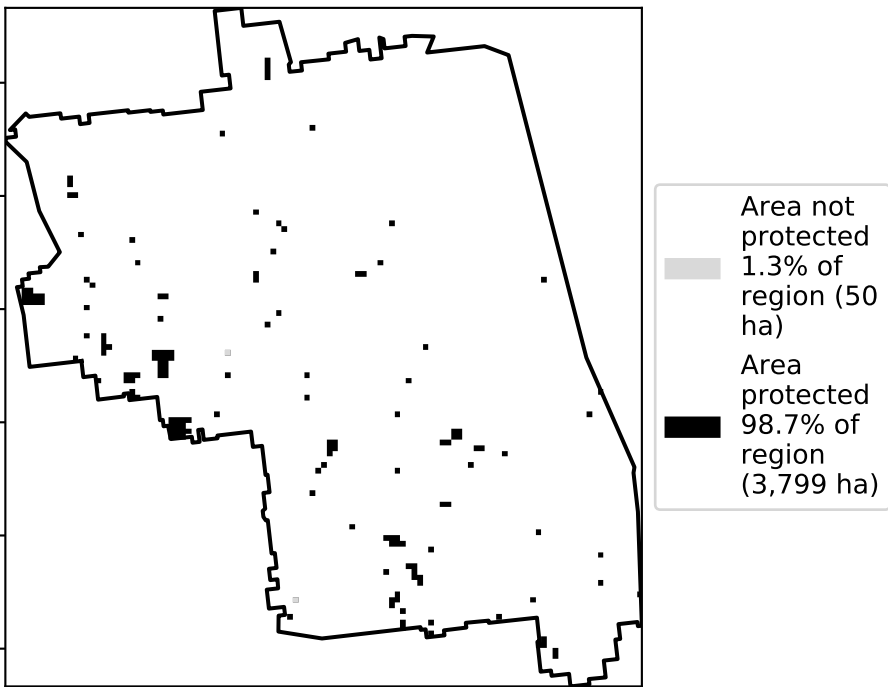 Area not
protected
1.3% of
region (50
ha)
Area
protected
98.7% of
region
(3,799 ha)